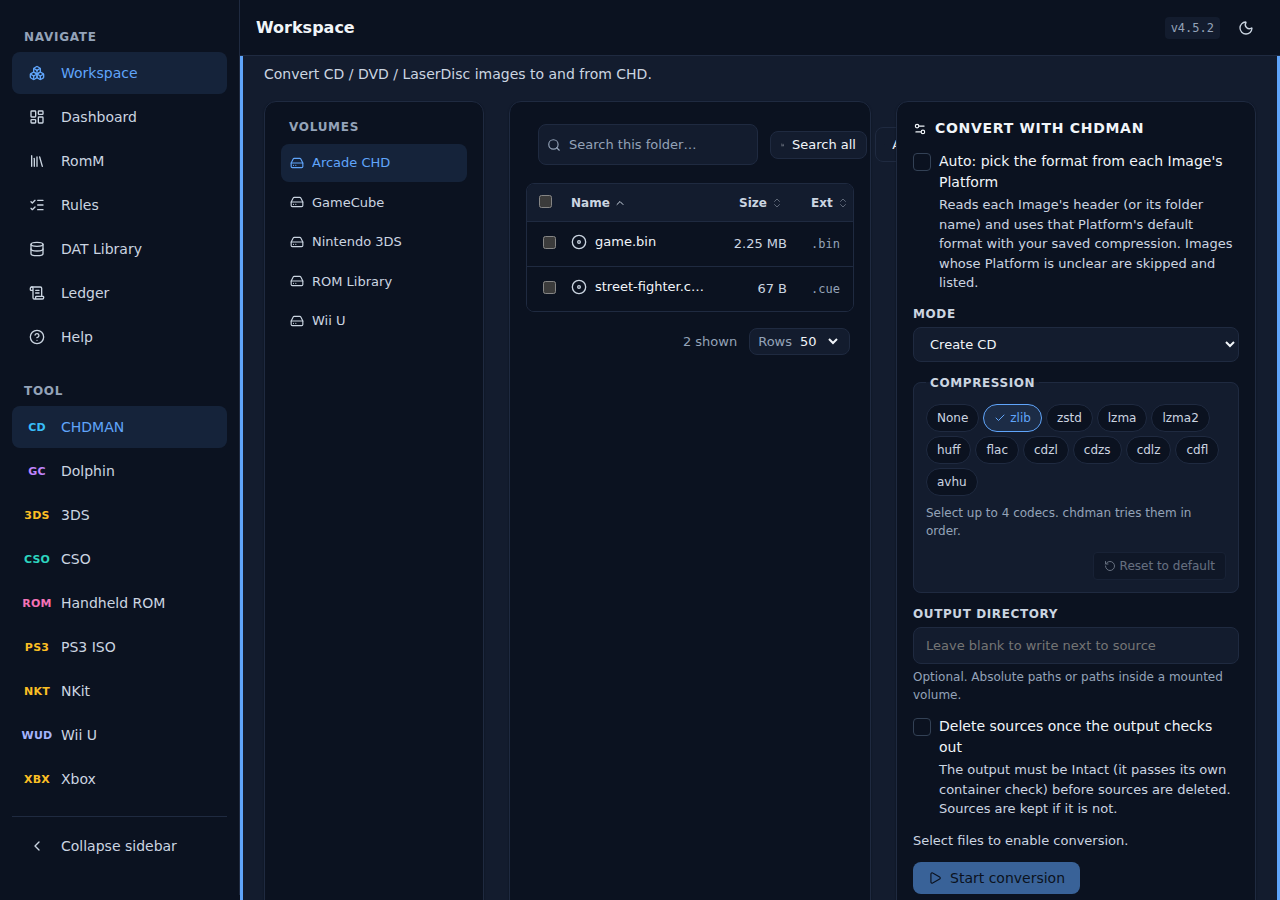 NAVIGATE
Workspace
Dashboard
RomM
Rules
DAT Library
Ledger
Help
TOOL
CD CHDMAN
GC Dolphin
3DS 3DS
CSO CSO
ROM Handheld ROM
PS3 PS3 ISO
NKT NKit
WUD Wii U
XBX Xbox
Collapse sidebar
Workspace
v4.5.2
Convert CD / DVD / LaserDisc images to and from CHD.
VOLUMES
Arcade CHD
GameCube
Nintendo 3DS
ROM Library
Wii U
Search this folder…
Search all
Name Size Ext
game.bin 2.25 MB .bin
street-fighter.c… 67 B .cue
2 shown Rows 50
CONVERT WITH CHDMAN
Auto: pick the format from each Image's
Platform
Reads each Image's header (or its folder
name) and uses that Platform's default
format with your saved compression. Images
whose Platform is unclear are skipped and
listed.
MODE
Create CD
COMPRESSION
None zlib zstd lzma lzma2
huff flac cdzl cdzs cdlz cdfl
avhu
Select up to 4 codecs. chdman tries them in
order.
Reset to default
OUTPUT DIRECTORY
Leave blank to write next to source
Optional. Absolute paths or paths inside a mounted
volume.
Delete sources once the output checks
out
The output must be Intact (it passes its own
container check) before sources are deleted.
Sources are kept if it is not.
Select files to enable conversion.
Start conversion